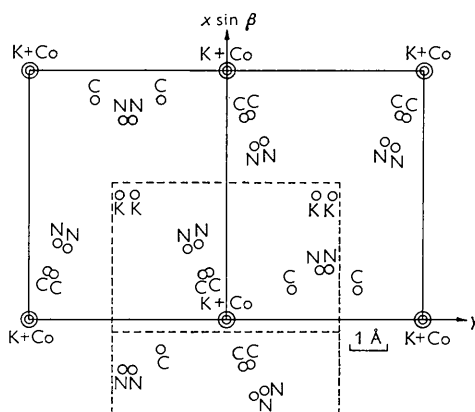 x sin β
K+Co K+Co K+Co
C C C C C C
N N N N N N
K K K K
N N N N N N
C C C C C C
K+Co
K+Co K+Co y
1 Å
C C C
N N N N